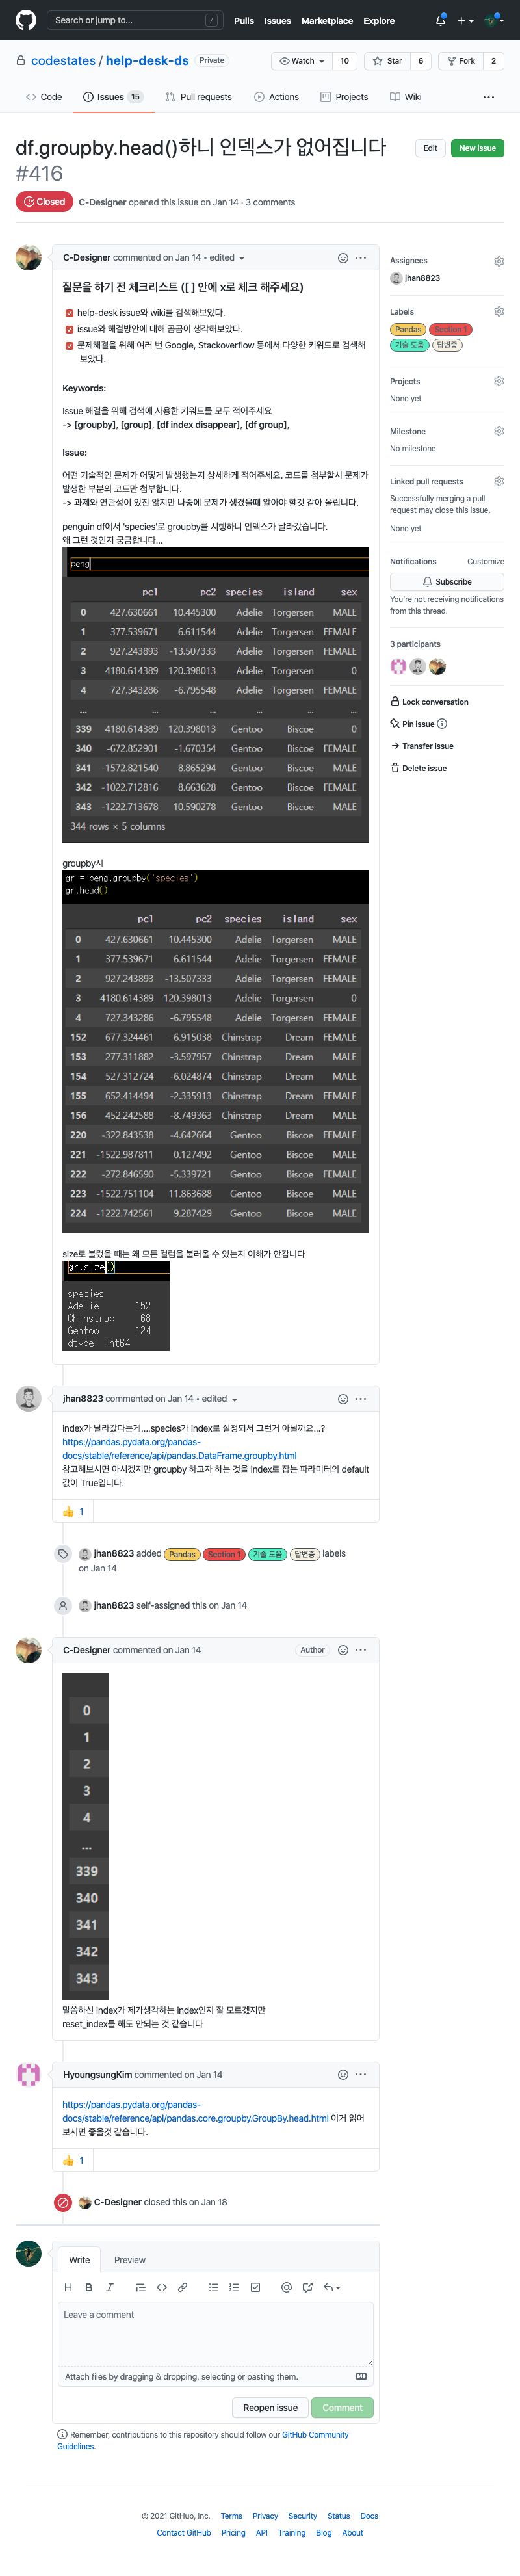 Search or jump to...
/
Pulls Issues Marketplace Explore
codestates / help-desk-ds Private
Watch 10 Star 6 Fork 2
Code Issues 15 Pull requests Actions Projects Wiki
df.groupby.head()하니 인덱스가 없어집니다
#416
Edit New issue
Closed C-Designer opened this issue on Jan 14 · 3 comments
C-Designer commented on Jan 14 • edited
질문을 하기 전 체크리스트 ([ ] 안에 x로 체크 해주세요)
help-desk issue와 wiki를 검색해보았다.
issue와 해결방안에 대해 곰곰이 생각해보았다.
문제해결을 위해 여러 번 Google, Stackoverflow 등에서 다양한 키워드로 검색해
보았다.
Keywords:
Issue 해결을 위해 검색에 사용한 키워드를 모두 적어주세요
-> [groupby], [group], [df index disappear], [df group],
Issue:
어떤 기술적인 문제가 어떻게 발생했는지 상세하게 적어주세요. 코드를 첨부할시 문제가
발생한 부분의 코드만 첨부합니다.
-> 과제와 연관성이 있진 않지만 나중에 문제가 생겼을때 알아야 할것 같아 올립니다.
penguin df에서 'species'로 groupby를 시행하니 인덱스가 날라갔습니다.
왜 그런 것인지 궁금합니다...
peng
pc1 pc2 species island sex
0 427.630661 10.445300 Adelie Torgersen MALE
1 377.539671 6.611544 Adelie Torgersen FEMALE
2 927.243893 -13.507333 Adelie Torgersen FEMALE
3 4180.614389 120.398013 Adelie Torgersen 0
4 727.343286 -6.795548 Adelie Torgersen FEMALE
... ... ... ... ... ...
339 4180.614389 120.398013 Gentoo Biscoe 0
340 -672.852901 -1.670354 Gentoo Biscoe FEMALE
341 -1572.821540 8.865294 Gentoo Biscoe MALE
342 -1022.712816 8.663628 Gentoo Biscoe FEMALE
343 -1222.713678 10.590278 Gentoo Biscoe MALE
344 rows × 5 columns
groupby시
gr = peng.groupby('species')
gr.head()
pc1 pc2 species island sex
0 427.630661 10.445300 Adelie Torgersen MALE
1 377.539671 6.611544 Adelie Torgersen FEMALE
2 927.243893 -13.507333 Adelie Torgersen FEMALE
3 4180.614389 120.398013 Adelie Torgersen 0
4 727.343286 -6.795548 Adelie Torgersen FEMALE
152 677.324461 -6.915038 Chinstrap Dream FEMALE
153 277.311882 -3.597957 Chinstrap Dream MALE
154 527.312724 -6.024874 Chinstrap Dream MALE
155 652.414494 -2.335913 Chinstrap Dream FEMALE
156 452.242588 -8.749363 Chinstrap Dream MALE
220 -322.843538 -4.642664 Gentoo Biscoe FEMALE
221 -1522.987811 0.127492 Gentoo Biscoe MALE
222 -272.846590 -5.339721 Gentoo Biscoe FEMALE
223 -1522.751104 11.863688 Gentoo Biscoe MALE
224 -1222.742561 9.287429 Gentoo Biscoe MALE
size로 불렀을 때는 왜 모든 컬럼을 불러올 수 있는지 이해가 안갑니다
gr.size()
species
Adelie 152
Chinstrap 68
Gentoo 124
dtype: int64
Assignees
jhan8823
Labels
Pandas Section 1
기술 도움 답변중
Projects
None yet
Milestone
No milestone
Linked pull requests
Successfully merging a pull
request may close this issue.
None yet
Notifications Customize
Subscribe
You're not receiving notifications
from this thread.
3 participants
Lock conversation
Pin issue
Transfer issue
Delete issue
jhan8823 commented on Jan 14 • edited
index가 날라갔다는게....species가 index로 설정되서 그런거 아닐까요...?
https://pandas.pydata.org/pandas-
docs/stable/reference/api/pandas.DataFrame.groupby.html
참고해보시면 아시겠지만 groupby 하고자 하는 것을 index로 잡는 파라미터의 default
값이 True입니다.
👍 1
jhan8823 added Pandas Section 1 기술 도움 답변중 labels
on Jan 14
jhan8823 self-assigned this on Jan 14
C-Designer commented on Jan 14 Author
0
1
2
3
4
...
339
340
341
342
343
말씀하신 index가 제가생각하는 index인지 잘 모르겠지만
reset_index를 해도 안되는 것 같습니다
HyoungsungKim commented on Jan 14
https://pandas.pydata.org/pandas-
docs/stable/reference/api/pandas.core.groupby.GroupBy.head.html 이거 읽어
보시면 좋을것 같습니다.
👍 1
C-Designer closed this on Jan 18
Write Preview
Leave a comment
Attach files by dragging & dropping, selecting or pasting them.
Reopen issue Comment
Remember, contributions to this repository should follow our GitHub Community
Guidelines.
© 2021 GitHub, Inc. Terms Privacy Security Status Docs
Contact GitHub Pricing API Training Blog About